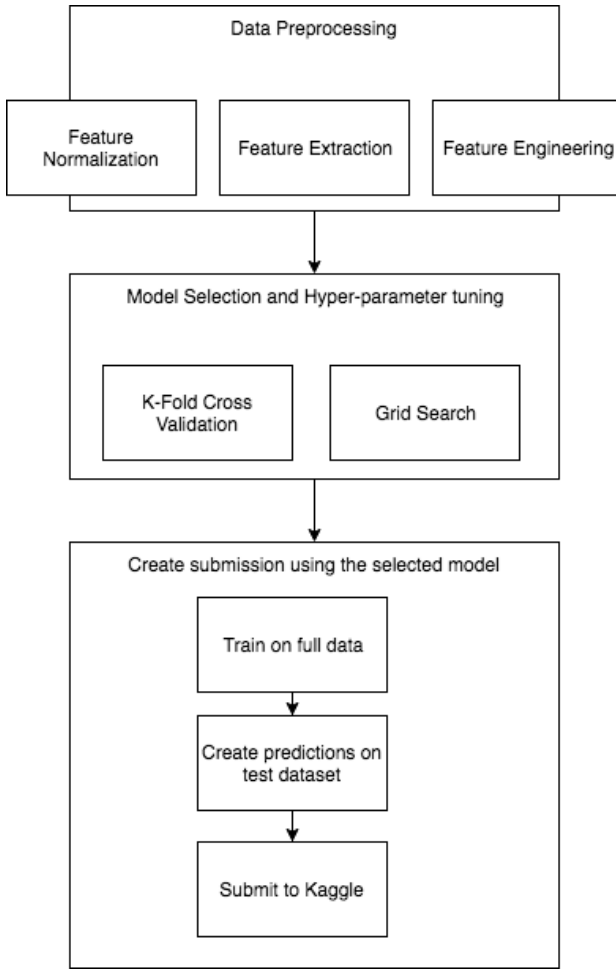 Data Preprocessing
Feature
Normalization
Feature Extraction
Feature Engineering
Model Selection and Hyper-parameter tuning
K-Fold Cross
Validation
Grid Search
Create submission using the selected model
Train on full data
Create predictions on
test dataset
Submit to Kaggle